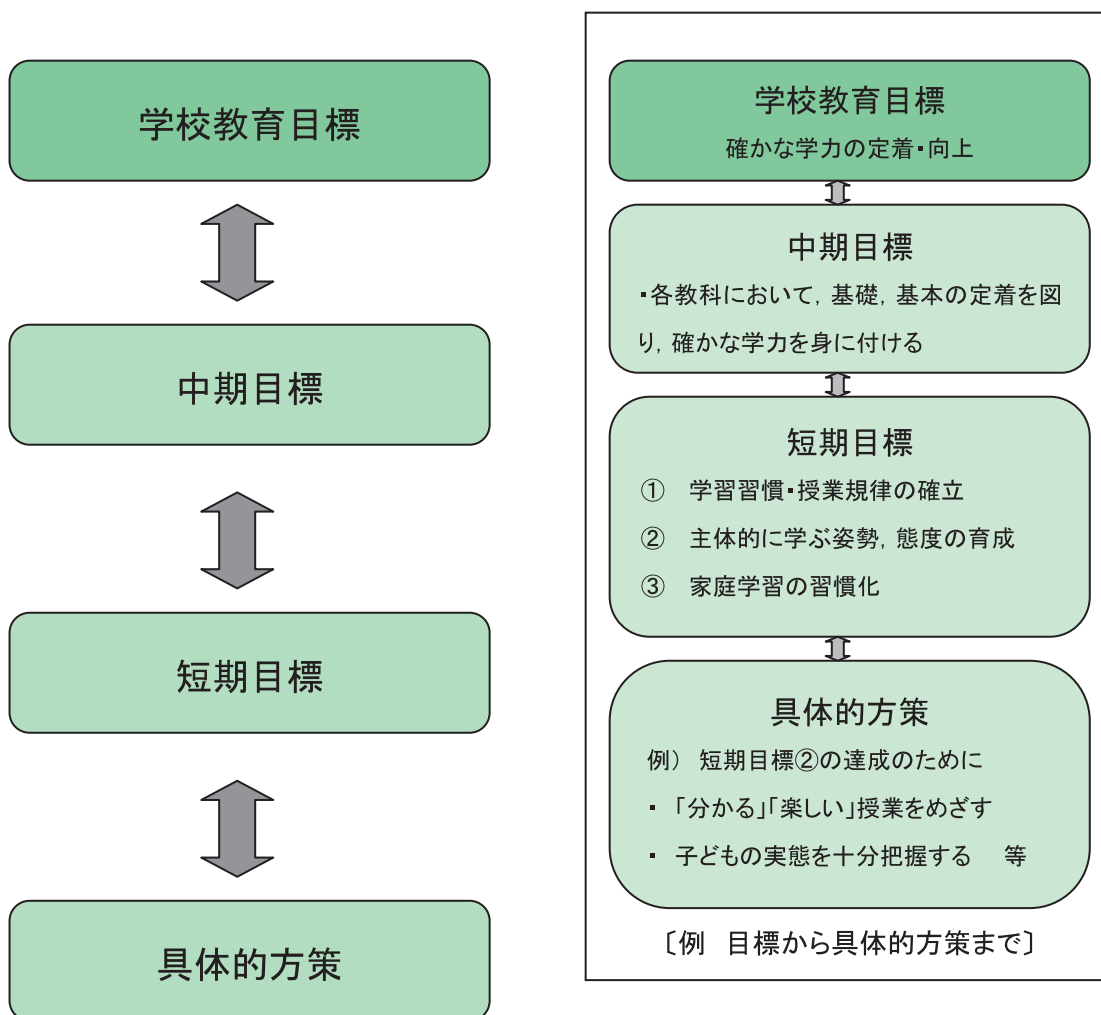 学校教育目標
中期目標
短期目標
具体的方策
学校教育目標
確かな学力の定着・向上
中期目標
・各教科において，基礎，基本の定着を図
り，確かな学力を身に付ける
短期目標
①　学習習慣・授業規律の確立
②　主体的に学ぶ姿勢，態度の育成
③　家庭学習の習慣化
具体的方策
例）　短期目標②の達成のために
・　「分かる」「楽しい」授業をめざす
・　子どもの実態を十分把握する　等
〔例　目標から具体的方策まで〕